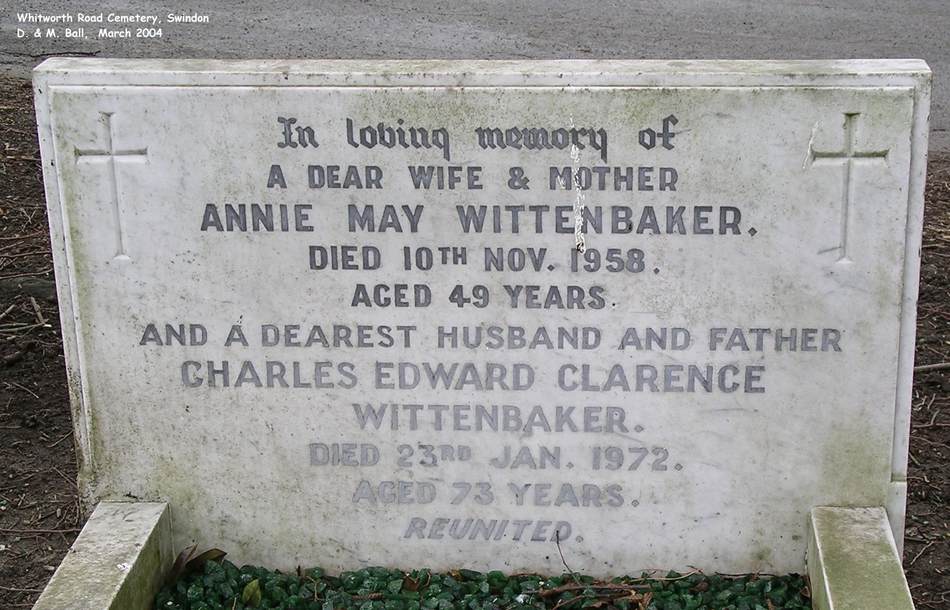 Whitworth Road Cemetery, Swindon
D. & M. Ball, March 2004
In loving memory of
A DEAR WIFE & MOTHER
ANNIE MAY WITTENBAKER.
DIED 10TH NOV. 1958.
AGED 49 YEARS.
AND A DEAREST HUSBAND AND FATHER
CHARLES EDWARD CLARENCE
WITTENBAKER.
DIED 23RD JAN. 1972.
AGED 73 YEARS.
REUNITED.